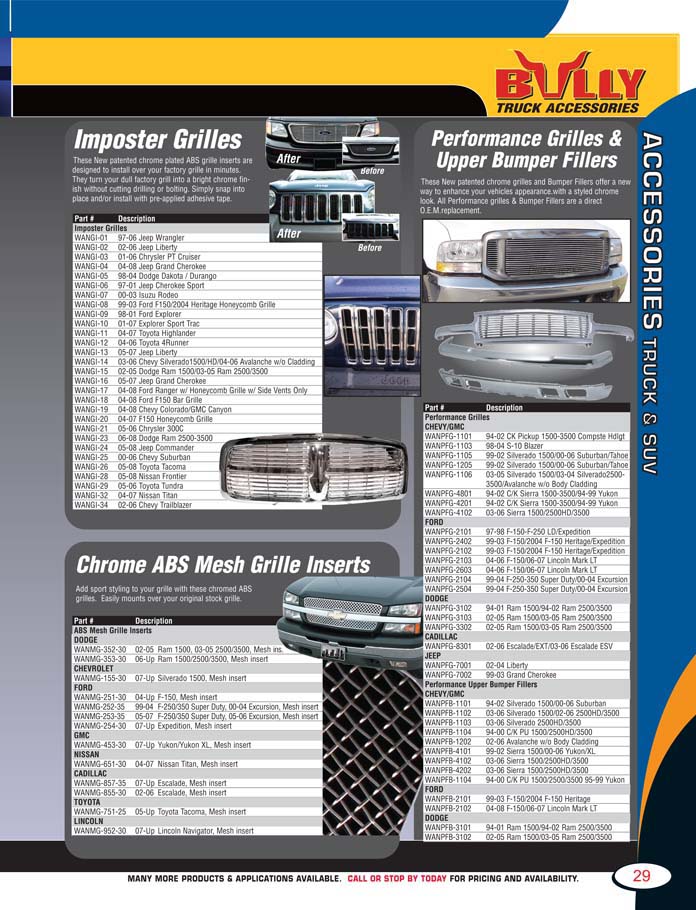 BULLY
TRUCK ACCESSORIES
Imposter Grilles
These New patented chrome plated ABS grille inserts are
designed to install over your factory grille in minutes.
They turn your dull factory grill into a bright chrome fin-
ish without cutting drilling or bolting. Simply snap into
place and/or install with pre-applied adhesive tape.
After
Before
After
Before
Part # Description
Imposter Grilles
WANGI-01 97-06 Jeep Wrangler
WANGI-02 02-06 Jeep Liberty
WANGI-03 01-06 Chrysler PT Cruiser
WANGI-04 04-08 Jeep Grand Cherokee
WANGI-05 98-04 Dodge Dakota / Durango
WANGI-06 97-01 Jeep Cherokee Sport
WANGI-07 00-03 Isuzu Rodeo
WANGI-08 99-03 Ford F150/2004 Heritage Honeycomb Grille
WANGI-09 98-01 Ford Explorer
WANGI-10 01-07 Explorer Sport Trac
WANGI-11 04-07 Toyota Highlander
WANGI-12 04-06 Toyota 4Runner
WANGI-13 05-07 Jeep Liberty
WANGI-14 03-06 Chevy Silverado1500/HD/04-06 Avalanche w/o Cladding
WANGI-15 02-05 Dodge Ram 1500/03-05 Ram 2500/3500
WANGI-16 05-07 Jeep Grand Cherokee
WANGI-17 04-08 Ford Ranger w/ Honeycomb Grille w/ Side Vents Only
WANGI-18 04-08 Ford F150 Bar Grille
WANGI-19 04-08 Chevy Colorado/GMC Canyon
WANGI-20 04-07 F150 Honeycomb Grille
WANGI-21 05-06 Chrysler 300C
WANGI-23 06-08 Dodge Ram 2500-3500
WANGI-24 05-08 Jeep Commander
WANGI-25 00-06 Chevy Suburban
WANGI-26 05-08 Toyota Tacoma
WANGI-28 05-08 Nissan Frontier
WANGI-29 05-06 Toyota Tundra
WANGI-32 04-07 Nissan Titan
WANGI-34 02-06 Chevy Trailblazer
Chrome ABS Mesh Grille Inserts
Add sport styling to your grille with these chromed ABS
grilles. Easily mounts over your original stock grille.
Part # Description
ABS Mesh Grille Inserts
DODGE
WANMG-352-30 02-05 Ram 1500, 03-05 2500/3500, Mesh ins.
WANMG-353-30 06-Up Ram 1500/2500/3500, Mesh insert
CHEVROLET
WANMG-155-30 07-Up Silverado 1500, Mesh insert
FORD
WANMG-251-30 04-Up F-150, Mesh insert
WANMG-252-35 99-04 F-250/350 Super Duty, 00-04 Excursion, Mesh insert
WANMG-253-35 05-07 F-250/350 Super Duty, 05-06 Excursion, Mesh insert
WANMG-254-30 07-Up Expedition, Mesh insert
GMC
WANMG-453-30 07-Up Yukon/Yukon XL, Mesh insert
NISSAN
WANMG-651-30 04-07 Nissan Titan, Mesh insert
CADILLAC
WANMG-857-35 07-Up Escalade, Mesh insert
WANMG-855-30 02-06 Escalade, Mesh insert
TOYOTA
WANMG-751-25 05-Up Toyota Tacoma, Mesh insert
LINCOLN
WANMG-952-30 07-Up Lincoln Navigator, Mesh insert
Performance Grilles &
Upper Bumper Fillers
These New patented chrome grilles and Bumper Fillers offer a new
way to enhance your vehicles appearance.with a styled chrome
look. All Performance grilles & Bumper Fillers are a direct
O.E.M.replacement.
Part # Description
Performance Grilles
CHEVY/GMC
WANPFG-1101 94-02 CK Pickup 1500-3500 Compste Hdlgt
WANPFG-1103 98-04 S-10 Blazer
WANPFG-1105 99-02 Silverado 1500/00-06 Suburban/Tahoe
WANPFG-1205 99-02 Silverado 1500/00-06 Suburban/Tahoe
WANPFG-1106 03-05 Silverado 1500/03-04 Silverado2500-
3500/Avalanche w/o Body Cladding
WANPFG-4801 94-02 C/K Sierra 1500-3500/94-99 Yukon
WANPFG-4201 94-02 C/K Sierra 1500-3500/94-99 Yukon
WANPFG-4102 03-06 Sierra 1500/2500HD/3500
FORD
WANPFG-2101 97-98 F-150-F-250 LD/Expedition
WANPFG-2402 99-03 F-150/2004 F-150 Heritage/Expedition
WANPFG-2102 99-03 F-150/2004 F-150 Heritage/Expedition
WANPFG-2103 04-06 F-150/06-07 Lincoln Mark LT
WANPFG-2603 04-06 F-150/06-07 Lincoln Mark LT
WANPFG-2104 99-04 F-250-350 Super Duty/00-04 Excursion
WANPFG-2504 99-04 F-250-350 Super Duty/00-04 Excursion
DODGE
WANPFG-3102 94-01 Ram 1500/94-02 Ram 2500/3500
WANPFG-3103 02-05 Ram 1500/03-05 Ram 2500/3500
WANPFG-3302 02-05 Ram 1500/03-05 Ram 2500/3500
CADILLAC
WANPFG-8301 02-06 Escalade/EXT/03-06 Escalade ESV
JEEP
WANPFG-7001 02-04 Liberty
WANPFG-7002 99-03 Grand Cherokee
Performance Upper Bumper Fillers
CHEVY/GMC
WANPFB-1101 94-02 Silverado 1500/00-06 Suburban
WANPFB-1102 03-06 Silverado 1500/02-06 2500HD/3500
WANPFB-1103 03-06 Silverado 2500HD/3500
WANPFB-1104 94-00 C/K PU 1500/2500HD/3500
WANPFB-1202 02-06 Avalanche w/o Body Cladding
WANPFB-4101 99-02 Sierra 1500/00-06 Yukon/XL
WANPFB-4102 03-06 Sierra 1500/2500HD/3500
WANPFB-4202 03-06 Sierra 1500/2500HD/3500
WANPFB-1104 94-00 C/K PU 1500/2500/3500 95-99 Yukon
FORD
WANPFB-2101 99-03 F-150/2004 F-150 Heritage
WANPFB-2102 04-08 F-150/06-07 Lincoln Mark LT
DODGE
WANPFB-3101 94-01 Ram 1500/94-02 Ram 2500/3500
WANPFB-3102 02-05 Ram 1500/03-05 Ram 2500/3500
ACCESSORIES TRUCK & SUV
MANY MORE PRODUCTS & APPLICATIONS AVAILABLE. CALL OR STOP BY TODAY FOR PRICING AND AVAILABILITY.
29